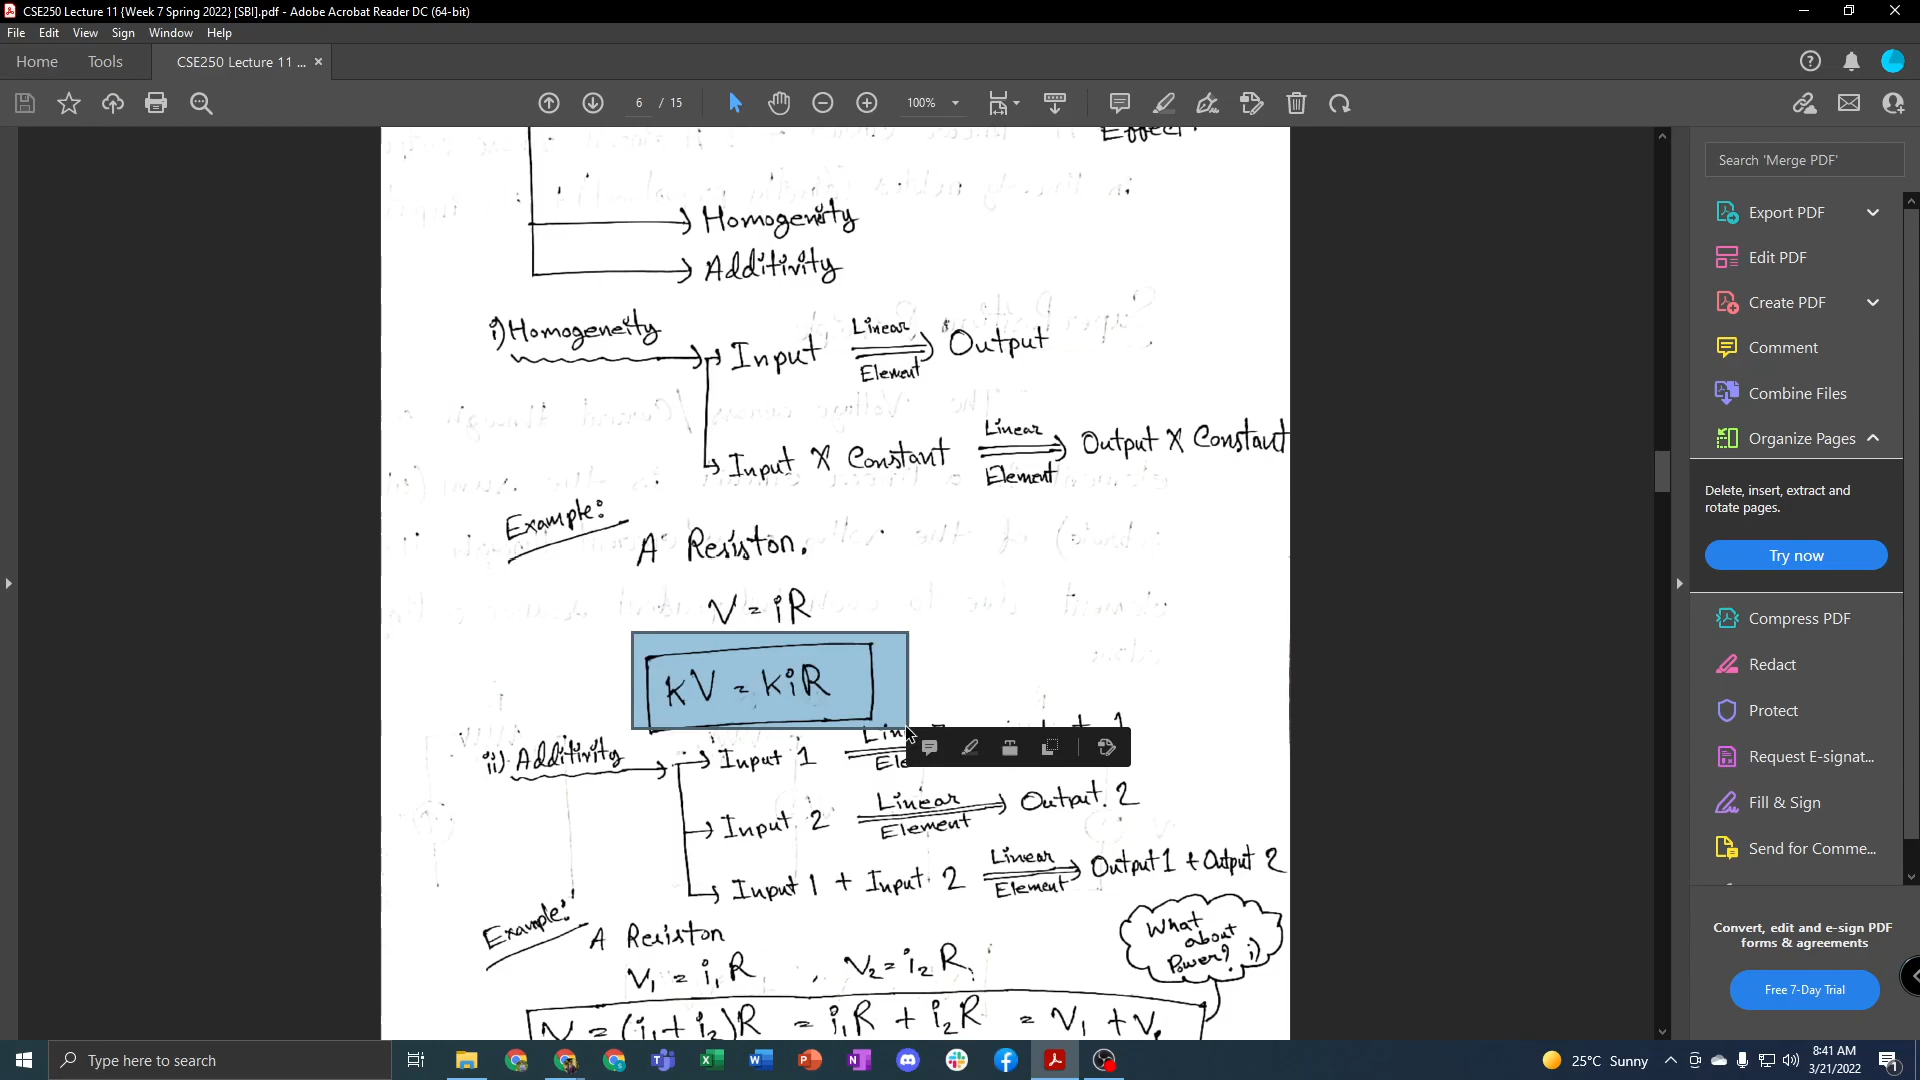 CSE250 Lecture 11 {Week 7 Spring 2022} [SBI].pdf - Adobe Acrobat Reader DC (64-bit)
File Edit View Sign Window Help
Home Tools CSE250 Lecture 11 ... ×
6 / 15 100%
Effect.
Homogenity
Additivity
i) Homogeneity
Input Linear Element Output
Input X Constant Linear Element Output X Constant
Example:
A Resistor.
V = iR
KV = KiR
ii) Additivity
Input 1
Input 2 Linear Element Output 2
Input 1 + Input 2 Linear Element Output 1 + Output 2
Example:
A Resistor
V₁ = i₁R , V₂ = i₂R
What about Power? ;)
V = (i₁ + i₂)R = i₁R + i₂R = V₁ + V₂
Search 'Merge PDF'
Export PDF
Edit PDF
Create PDF
Comment
Combine Files
Organize Pages
Delete, insert, extract and
rotate pages.
Try now
Compress PDF
Redact
Protect
Request E-signat...
Fill & Sign
Send for Comme...
Convert, edit and e-sign PDF
forms & agreements
Free 7-Day Trial
Type here to search
25°C Sunny
8:41 AM
3/21/2022
1